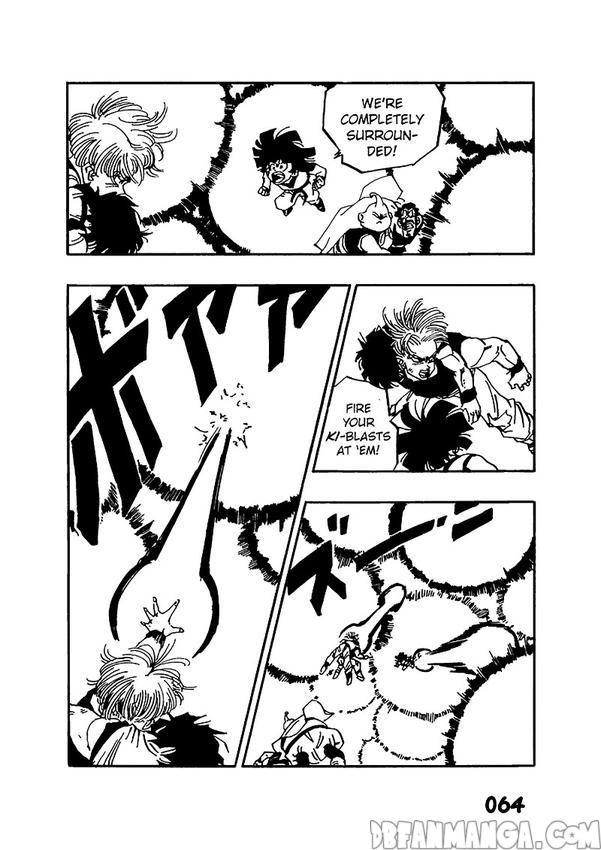 WE'RE
COMPLETELY
SURROUN-
DED!
FIRE
YOUR
KI-BLASTS
AT 'EM!
ボアア
ズー...
064
DBFANMANGA.COM